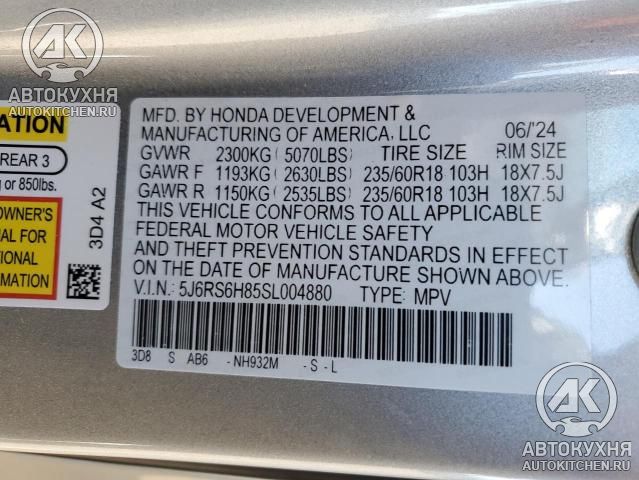 АВТОКУХНЯ
AUTOKITCHEN.RU
ATION
REAR 3
g or 850lbs.
OWNER'S
UAL FOR
TIONAL
ATION
3D4 A2
MFD. BY HONDA DEVELOPMENT &
MANUFACTURING OF AMERICA, LLC 06/'24
GVWR 2300KG (5070LBS) TIRE SIZE RIM SIZE
GAWR F 1193KG (2630LBS) 235/60R18 103H 18X7.5J
GAWR R 1150KG (2535LBS) 235/60R18 103H 18X7.5J
THIS VEHICLE CONFORMS TO ALL APPLICABLE
FEDERAL MOTOR VEHICLE SAFETY
AND THEFT PREVENTION STANDARDS IN EFFECT
ON THE DATE OF MANUFACTURE SHOWN ABOVE.
V.I.N.: 5J6RS6H85SL004880 TYPE: MPV
3D8 S AB6 -NH932M -S-L
АК
АВТОКУХНЯ
AUTOKITCHEN.RU